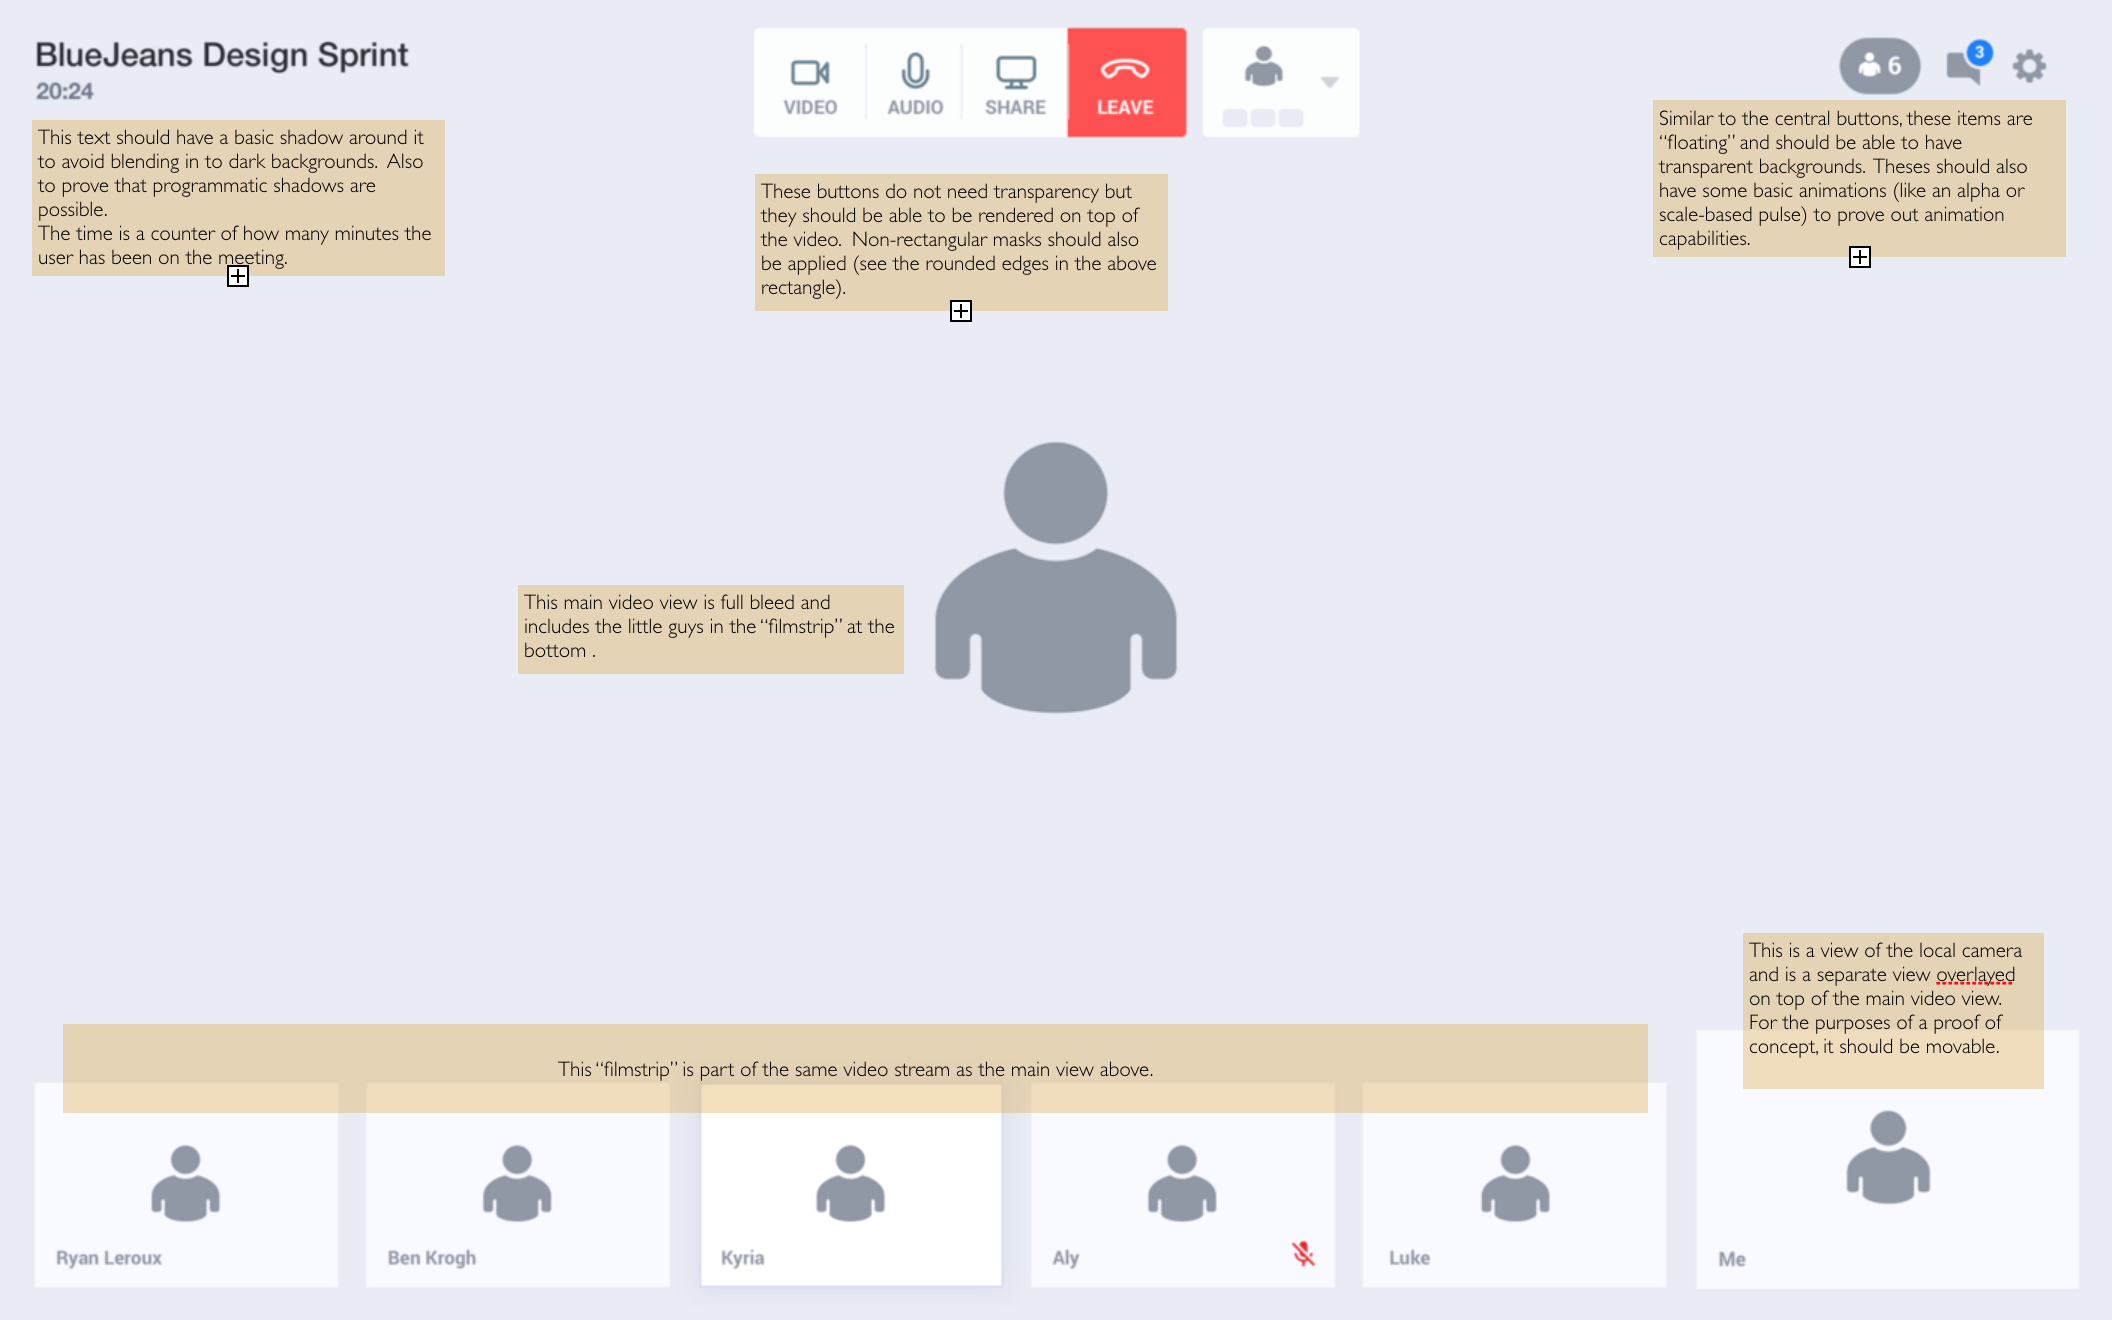 BlueJeans Design Sprint
20:24
This text should have a basic shadow around it
to avoid blending in to dark backgrounds.  Also
to prove that programmatic shadows are
possible.
The time is a counter of how many minutes the
user has been on the meeting.
VIDEO
AUDIO
SHARE
LEAVE
These buttons do not need transparency but
they should be able to be rendered on top of
the video.  Non-rectangular masks should also
be applied (see the rounded edges in the above
rectangle).
6
3
Similar to the central buttons, these items are
“floating” and should be able to have
transparent backgrounds. Theses should also
have some basic animations (like an alpha or
scale-based pulse) to prove out animation
capabilities.
This main video view is full bleed and
includes the little guys in the “filmstrip” at the
bottom .
This is a view of the local camera
and is a separate view overlayed
on top of the main video view.
For the purposes of a proof of
concept, it should be movable.
This “filmstrip” is part of the same video stream as the main view above.
Ryan Leroux
Ben Krogh
Kyria
Aly
Luke
Me